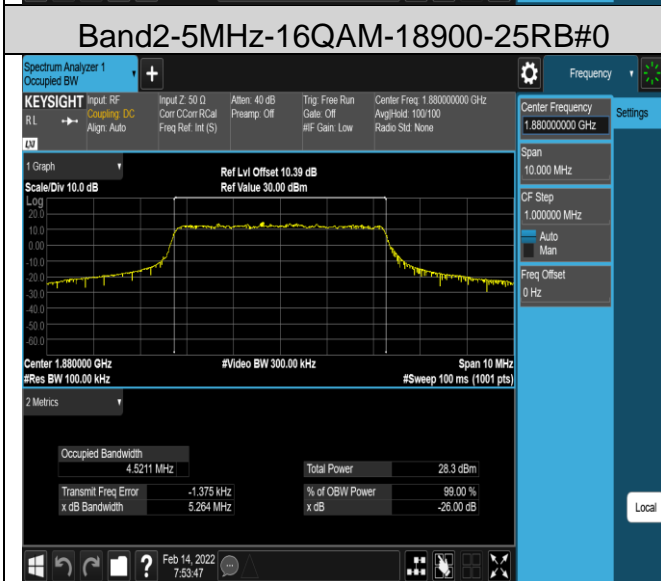 Band2-5MHz-16QAM-18900-25RB#0
Spectrum Analyzer 1
Occupied BW
+
Frequency
KEYSIGHT
RL
Input: RF
Coupling: DC
Align: Auto
Input Z: 50 Ω
Corr CCorr RCal
Freq Ref: Int (S)
Atten: 40 dB
Preamp: Off
Trig: Free Run
Gate: Off
#IF Gain: Low
Center Freq: 1.880000000 GHz
Avg|Hold: 100/100
Radio Std: None
LXI
Center Frequency
1.880000000 GHz
Settings
Span
10.000 MHz
CF Step
1.000000 MHz
Auto
Man
Freq Offset
0 Hz
1 Graph
Scale/Div 10.0 dB
Ref Lvl Offset 10.39 dB
Ref Value 30.00 dBm
Log
20.0
10.0
0.00
-10.0
-20.0
-30.0
-40.0
-50.0
-60.0
Center 1.880000 GHz
#Video BW 300.00 kHz
Span 10 MHz
#Res BW 100.00 kHz
#Sweep 100 ms (1001 pts)
2 Metrics
Occupied Bandwidth
4.5211 MHz
Total Power 28.3 dBm
Transmit Freq Error -1.375 kHz
% of OBW Power 99.00 %
x dB Bandwidth 5.264 MHz
x dB -26.00 dB
Local
?
Feb 14, 2022
7:53:47